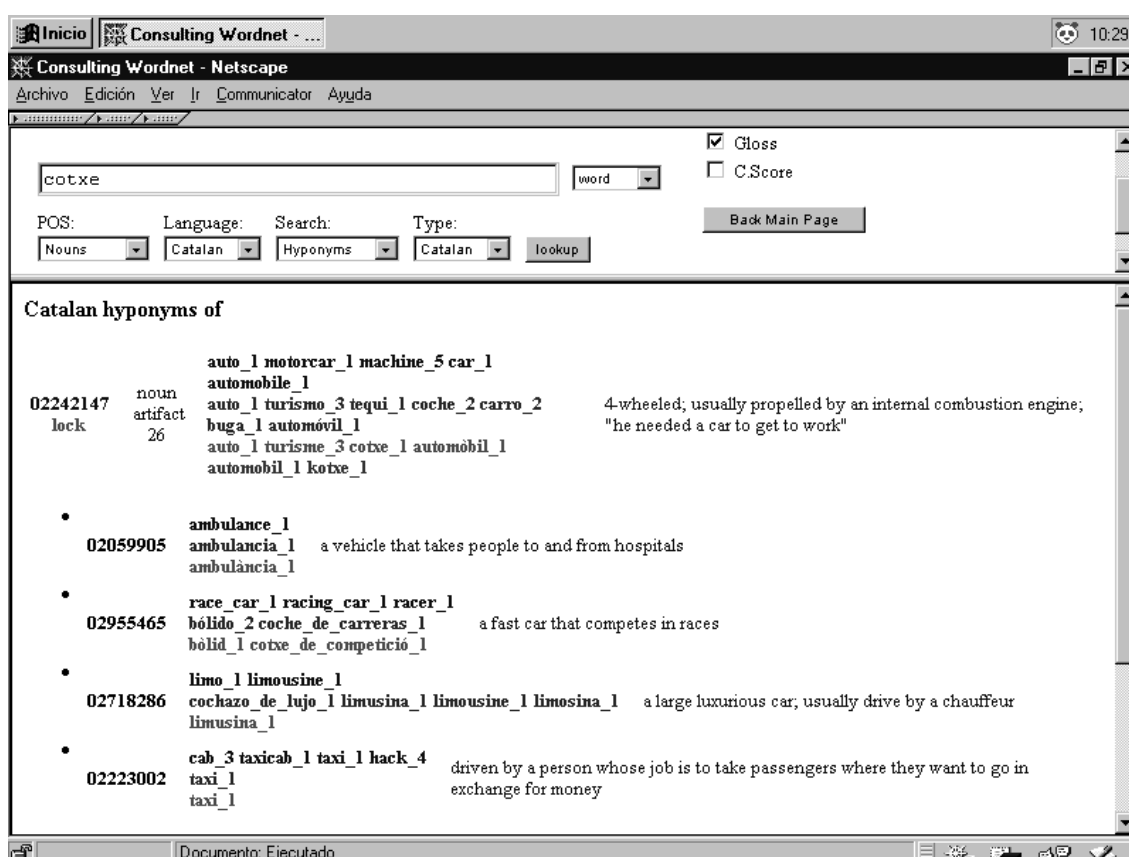 Inicio Consulting Wordnet - ... 10:29
Consulting Wordnet - Netscape
Archivo Edición Ver Ir Communicator Ayuda
Gloss
cotxe word C.Score
POS: Language: Search: Type: Back Main Page
Nouns Catalan Hyponyms Catalan lookup
Catalan hyponyms of
auto_1 motorcar_1 machine_5 car_1
automobile_1
02242147 noun auto_1 turismo_3 tequi_1 coche_2 carro_2 4-wheeled; usually propelled by an internal combustion engine;
lock artifact buga_1 automóvil_1 "he needed a car to get to work"
26 auto_1 turisme_3 cotxe_1 automòbil_1
automobil_1 kotxe_1
ambulance_1
02059905 ambulancia_1 a vehicle that takes people to and from hospitals
ambulància_1
race_car_1 racing_car_1 racer_1
02955465 bólido_2 coche_de_carreras_1 a fast car that competes in races
bòlid_1 cotxe_de_competició_1
limo_1 limousine_1
02718286 cochazo_de_lujo_1 limusina_1 limousine_1 limosina_1 a large luxurious car; usually drive by a chauffeur
limusina_1
cab_3 taxicab_1 taxi_1 hack_4
02223002 taxi_1 driven by a person whose job is to take passengers where they want to go in
taxi_1 exchange for money
Documento: Ejecutado